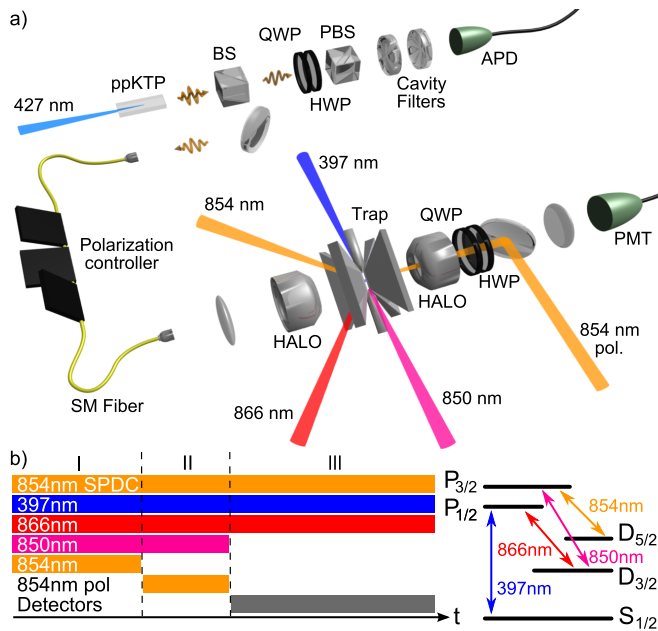 a)
QWP
PBS
BS
APD
ppKTP
Cavity
Filters
HWP
427 nm
397 nm
854 nm
Trap
QWP
PMT
Polarization
controller
HALO
HWP
HALO
854 nm
pol.
SM Fiber
866 nm
850 nm
b)
I
II
III
854nm SPDC
397nm
866nm
850nm
854nm
854nm pol
Detectors
t
P3/2
P1/2
854nm
D5/2
866nm
850nm
D3/2
397nm
S1/2